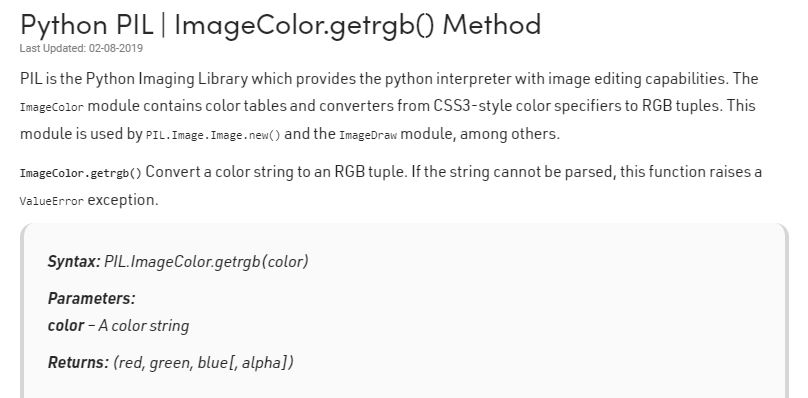 Python PIL | ImageColor.getrgb() Method
Last Updated: 02-08-2019
PIL is the Python Imaging Library which provides the python interpreter with image editing capabilities. The
ImageColor module contains color tables and converters from CSS3-style color specifiers to RGB tuples. This
module is used by PIL.Image.Image.new() and the ImageDraw module, among others.
ImageColor.getrgb() Convert a color string to an RGB tuple. If the string cannot be parsed, this function raises a
ValueError exception.
Syntax: PIL.ImageColor.getrgb(color)
Parameters:
color – A color string
Returns: (red, green, blue[, alpha])